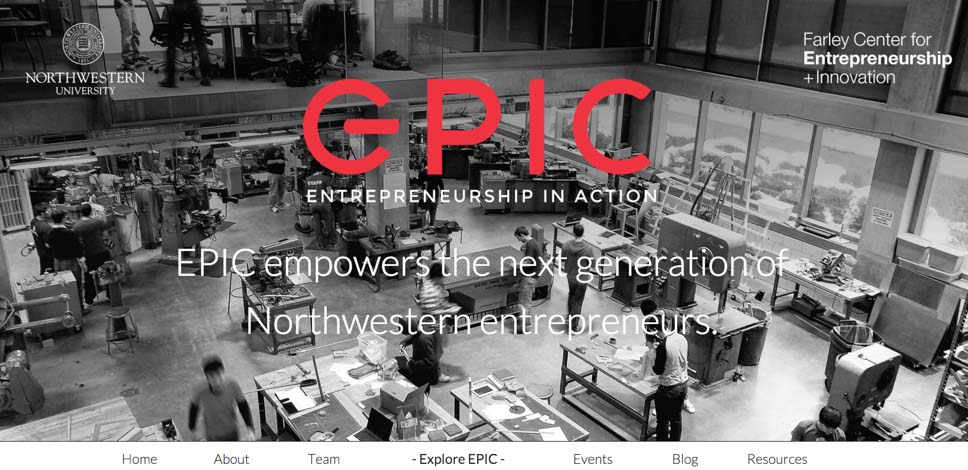 NORTHWESTERN
UNIVERSITY
Farley Center for
Entrepreneurship
+Innovation
EPIC
ENTREPRENEURSHIP IN ACTION
EPIC empowers the next generation of
Northwestern entrepreneurs.
Home About Team - Explore EPIC - Events Blog Resources